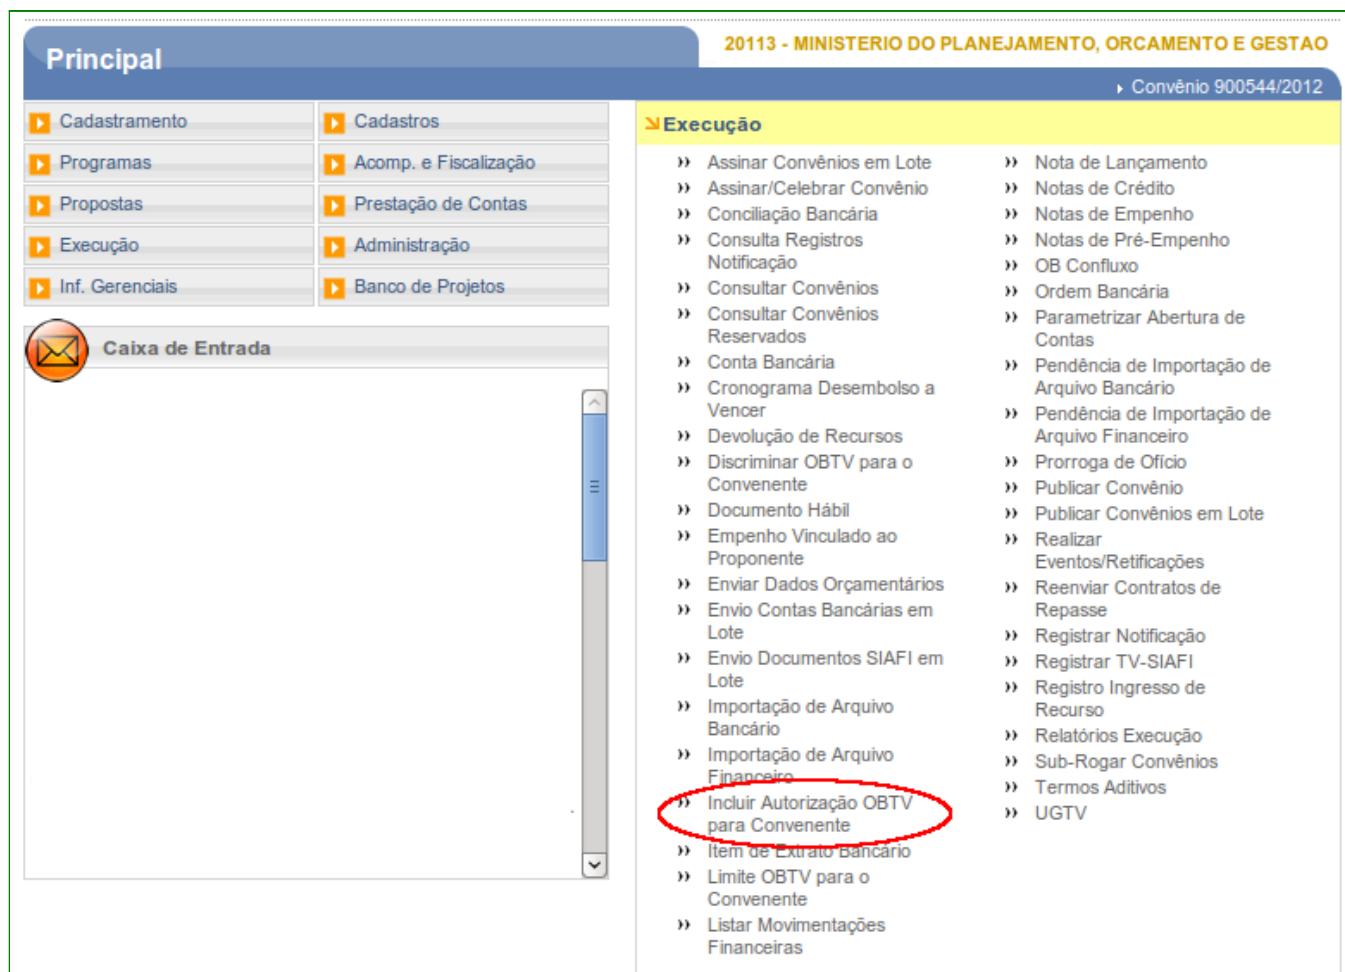 Principal
20113 - MINISTERIO DO PLANEJAMENTO, ORCAMENTO E GESTAO
Convênio 900544/2012
Cadastramento
Cadastros
Programas
Acomp. e Fiscalização
Propostas
Prestação de Contas
Execução
Administração
Inf. Gerenciais
Banco de Projetos
Caixa de Entrada
Execução
Assinar Convênios em Lote
Assinar/Celebrar Convênio
Conciliação Bancária
Consulta Registros
Notificação
Consultar Convênios
Consultar Convênios
Reservados
Conta Bancária
Cronograma Desembolso a
Vencer
Devolução de Recursos
Discriminar OBTV para o
Convenente
Documento Hábil
Empenho Vinculado ao
Proponente
Enviar Dados Orçamentários
Envio Contas Bancárias em
Lote
Envio Documentos SIAFI em
Lote
Importação de Arquivo
Bancário
Importação de Arquivo
Financeiro
Incluir Autorização OBTV
para Convenente
Item de Extrato Bancário
Limite OBTV para o
Convenente
Listar Movimentações
Financeiras
Nota de Lançamento
Notas de Crédito
Notas de Empenho
Notas de Pré-Empenho
OB Confluxo
Ordem Bancária
Parametrizar Abertura de
Contas
Pendência de Importação de
Arquivo Bancário
Pendência de Importação de
Arquivo Financeiro
Prorroga de Ofício
Publicar Convênio
Publicar Convênios em Lote
Realizar
Eventos/Retificações
Reenviar Contratos de
Repasse
Registrar Notificação
Registrar TV-SIAFI
Registro Ingresso de
Recurso
Relatórios Execução
Sub-Rogar Convênios
Termos Aditivos
UGTV